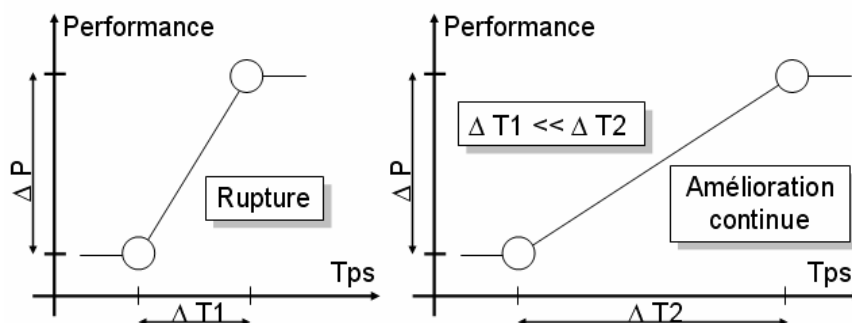 Performance
Δ P
Rupture
Tps
Δ T1
Performance
Δ T1 << Δ T2
Δ P
Amélioration
continue
Tps
Δ T2